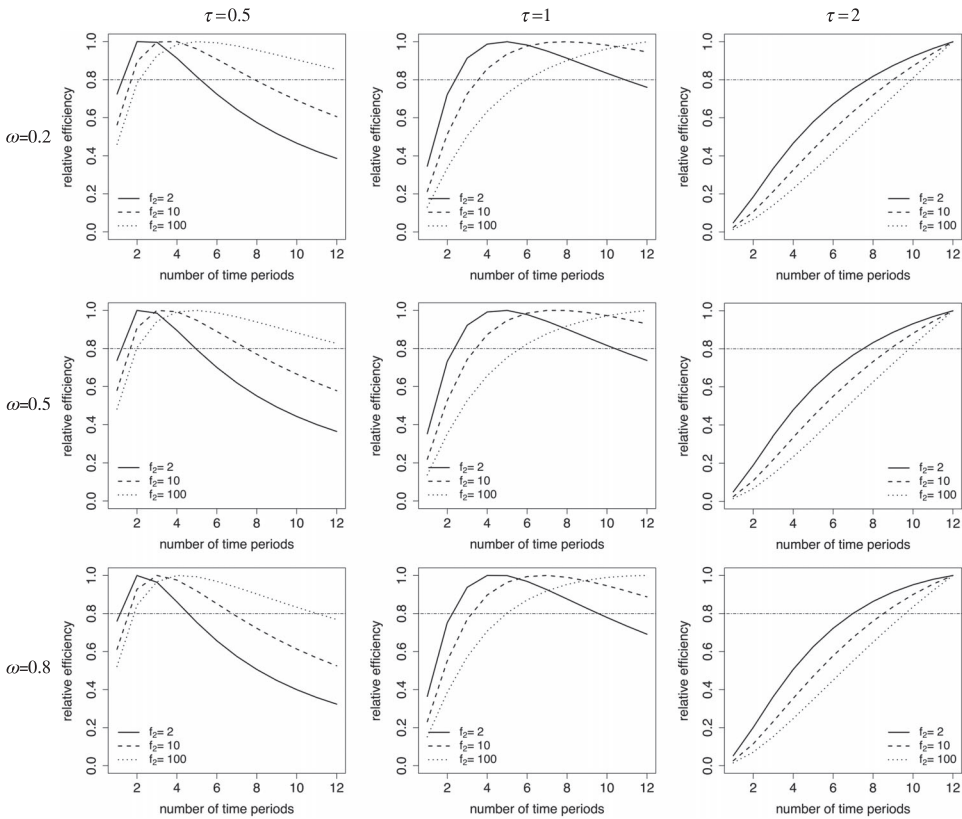 τ=0.5
τ=1
τ=2
ω=0.2
relative efficiency
0.0 0.2 0.4 0.6 0.8 1.0
f2= 2
f2= 10
f2= 100
2 4 6 8 10 12
number of time periods
relative efficiency
0.0 0.2 0.4 0.6 0.8 1.0
f2= 2
f2= 10
f2= 100
2 4 6 8 10 12
number of time periods
relative efficiency
0.0 0.2 0.4 0.6 0.8 1.0
f2= 2
f2= 10
f2= 100
2 4 6 8 10 12
number of time periods
ω=0.5
relative efficiency
0.0 0.2 0.4 0.6 0.8 1.0
f2= 2
f2= 10
f2= 100
2 4 6 8 10 12
number of time periods
relative efficiency
0.0 0.2 0.4 0.6 0.8 1.0
f2= 2
f2= 10
f2= 100
2 4 6 8 10 12
number of time periods
relative efficiency
0.0 0.2 0.4 0.6 0.8 1.0
f2= 2
f2= 10
f2= 100
2 4 6 8 10 12
number of time periods
ω=0.8
relative efficiency
0.0 0.2 0.4 0.6 0.8 1.0
f2= 2
f2= 10
f2= 100
2 4 6 8 10 12
number of time periods
relative efficiency
0.0 0.2 0.4 0.6 0.8 1.0
f2= 2
f2= 10
f2= 100
2 4 6 8 10 12
number of time periods
relative efficiency
0.0 0.2 0.4 0.6 0.8 1.0
f2= 2
f2= 10
f2= 100
2 4 6 8 10 12
number of time periods